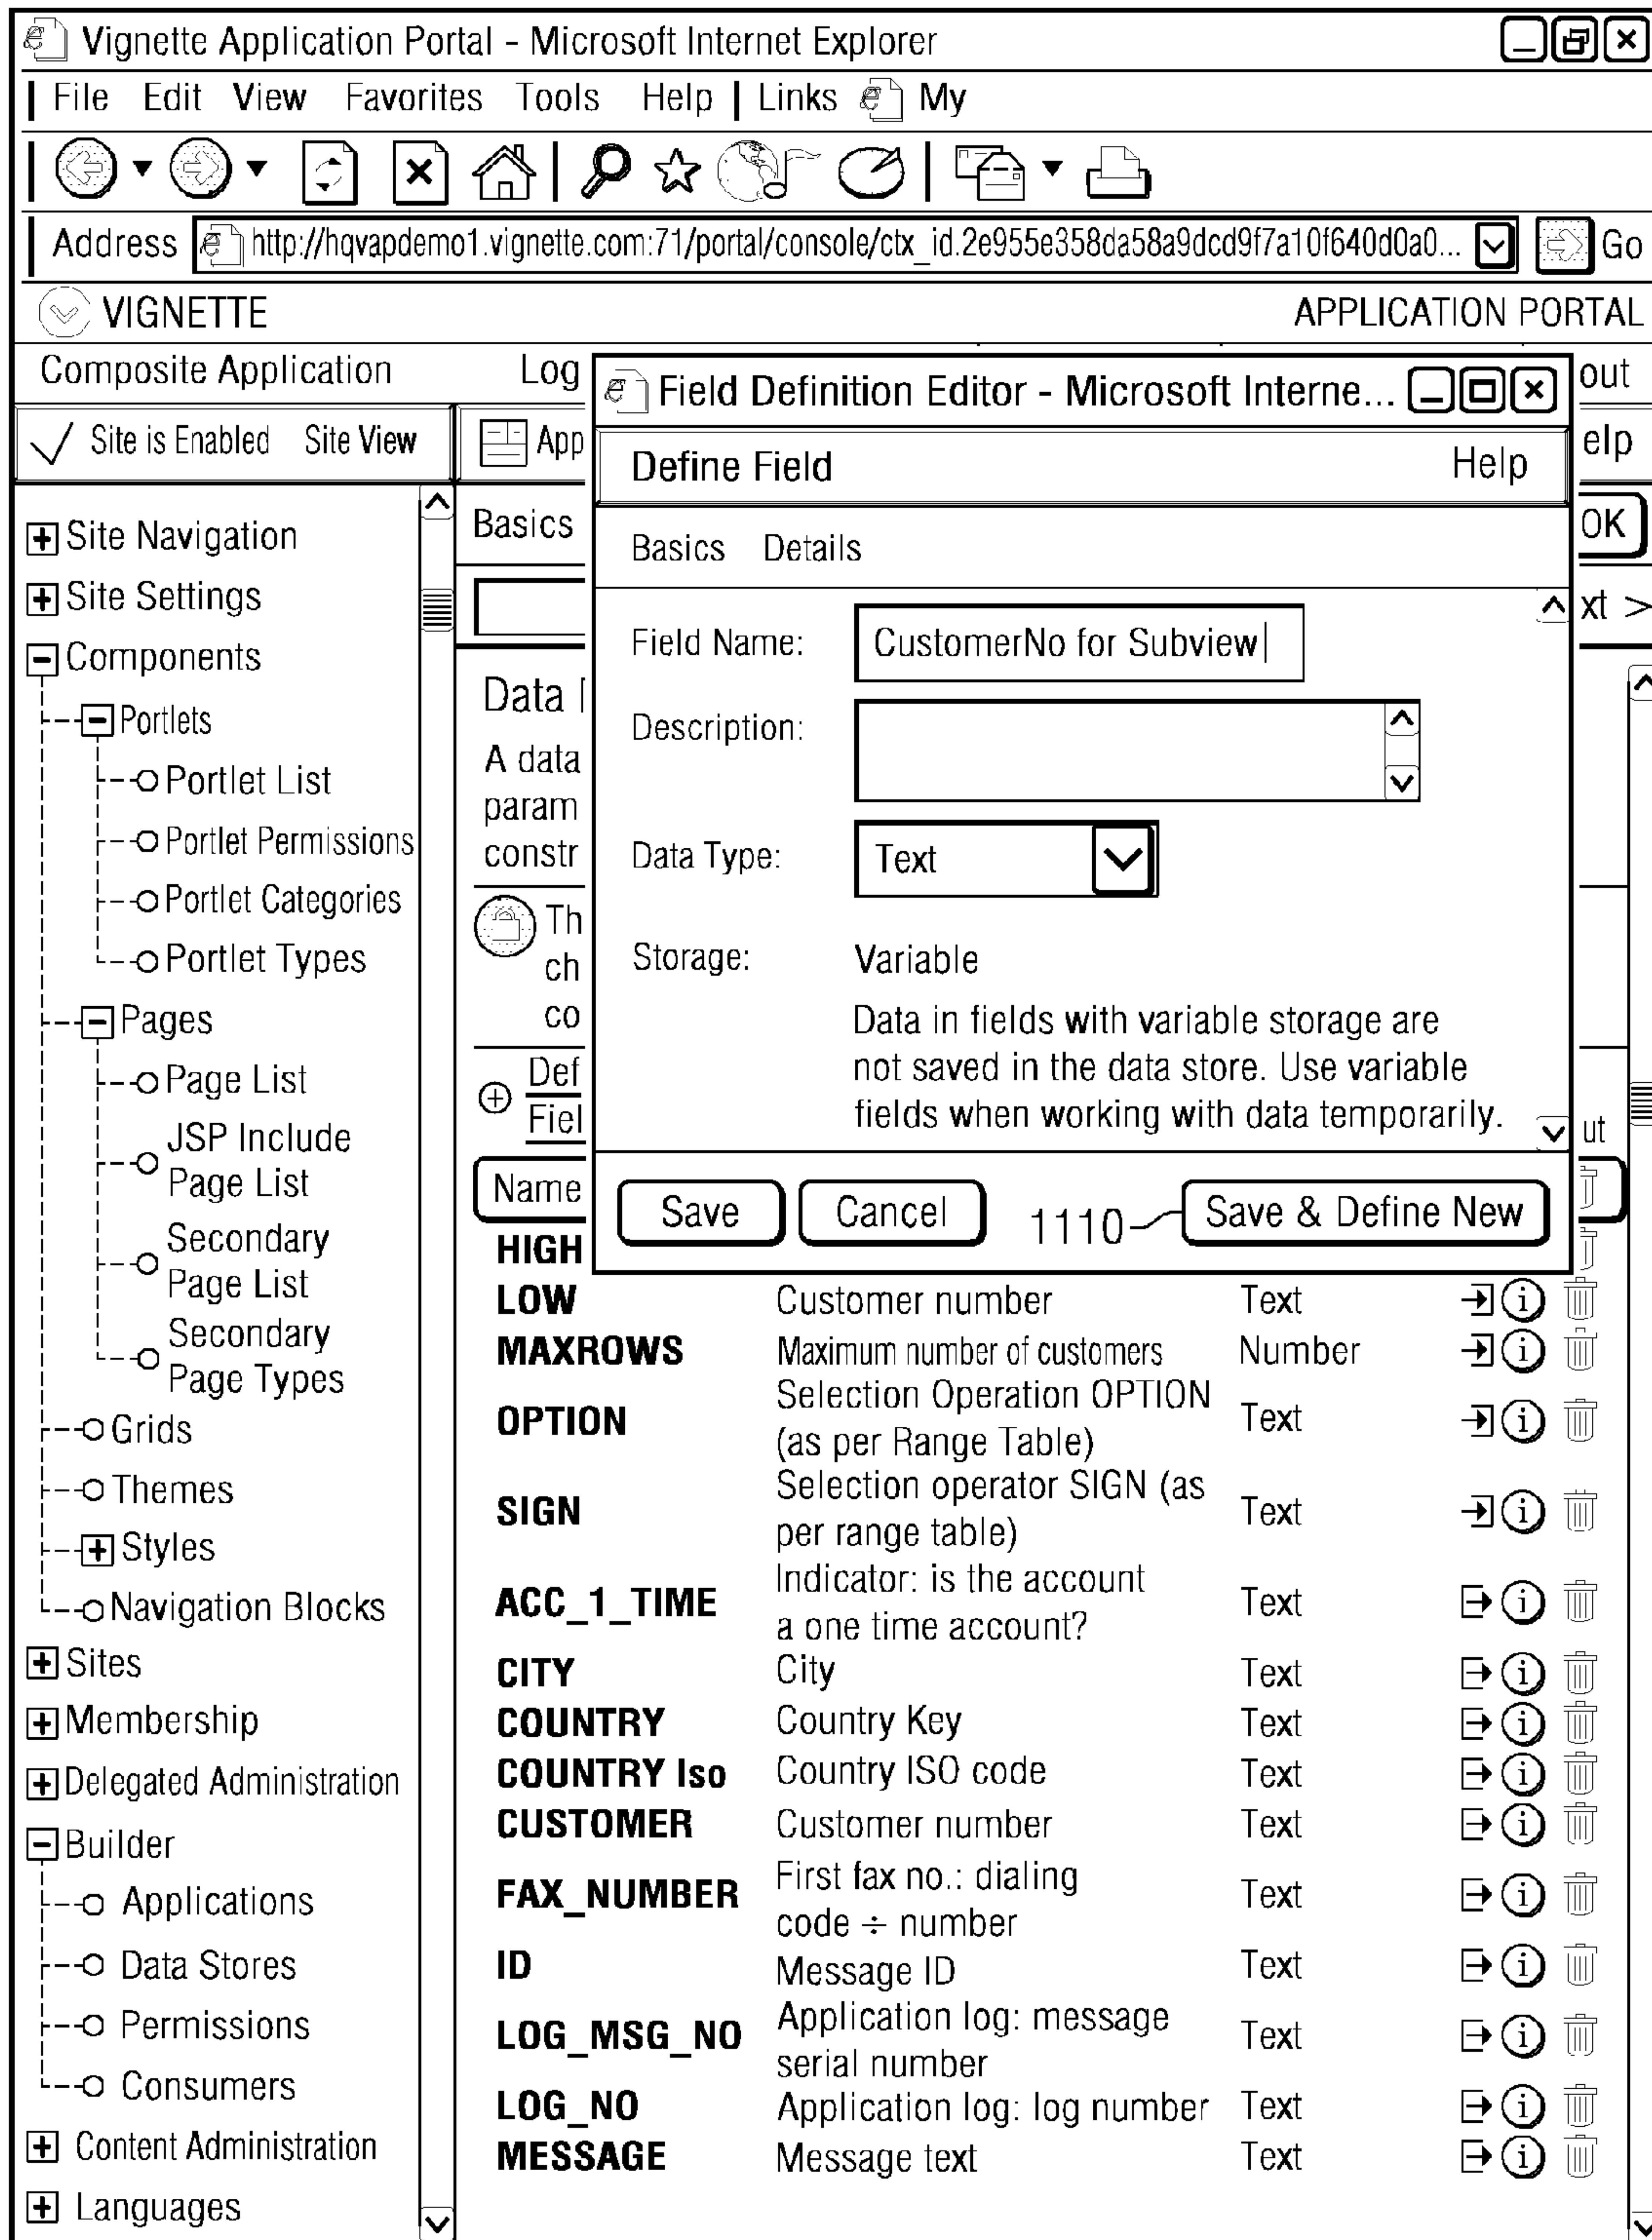 Vignette Application Portal - Microsoft Internet Explorer
File Edit View Favorites Tools Help Links My
Address http://hqvapdemo1.vignette.com:71/portal/console/ctx_id.2e955e358da58a9dcd9f7a10f640d0a0... Go
VIGNETTE APPLICATION PORTAL
Composite Application Log out
Site is Enabled Site View App elp
Site Navigation
Site Settings
Components
Portlets
Portlet List
Portlet Permissions
Portlet Categories
Portlet Types
Pages
Page List
JSP Include
Page List
Secondary
Page List
Secondary
Page Types
Grids
Themes
Styles
Navigation Blocks
Sites
Membership
Delegated Administration
Builder
Applications
Data Stores
Permissions
Consumers
Content Administration
Languages
Basics OK
xt >
Data
A data
param
constr
Th
ch
co
Def
Fiel
ut
Name
Field Definition Editor - Microsoft Interne...
Define Field Help
Basics Details
Field Name: CustomerNo for Subview
Description:
Data Type: Text
Storage: Variable
Data in fields with variable storage are
not saved in the data store. Use variable
fields when working with data temporarily.
Save Cancel 1110 Save & Define New
HIGH
LOW Customer number Text
MAXROWS Maximum number of customers Number
OPTION Selection Operation OPTION
(as per Range Table) Text
SIGN Selection operator SIGN (as
per range table) Text
ACC_1_TIME Indicator: is the account
a one time account? Text
CITY City Text
COUNTRY Country Key Text
COUNTRY Iso Country ISO code Text
CUSTOMER Customer number Text
FAX_NUMBER First fax no.: dialing
code ÷ number Text
ID Message ID Text
LOG_MSG_NO Application log: message
serial number Text
LOG_NO Application log: log number Text
MESSAGE Message text Text